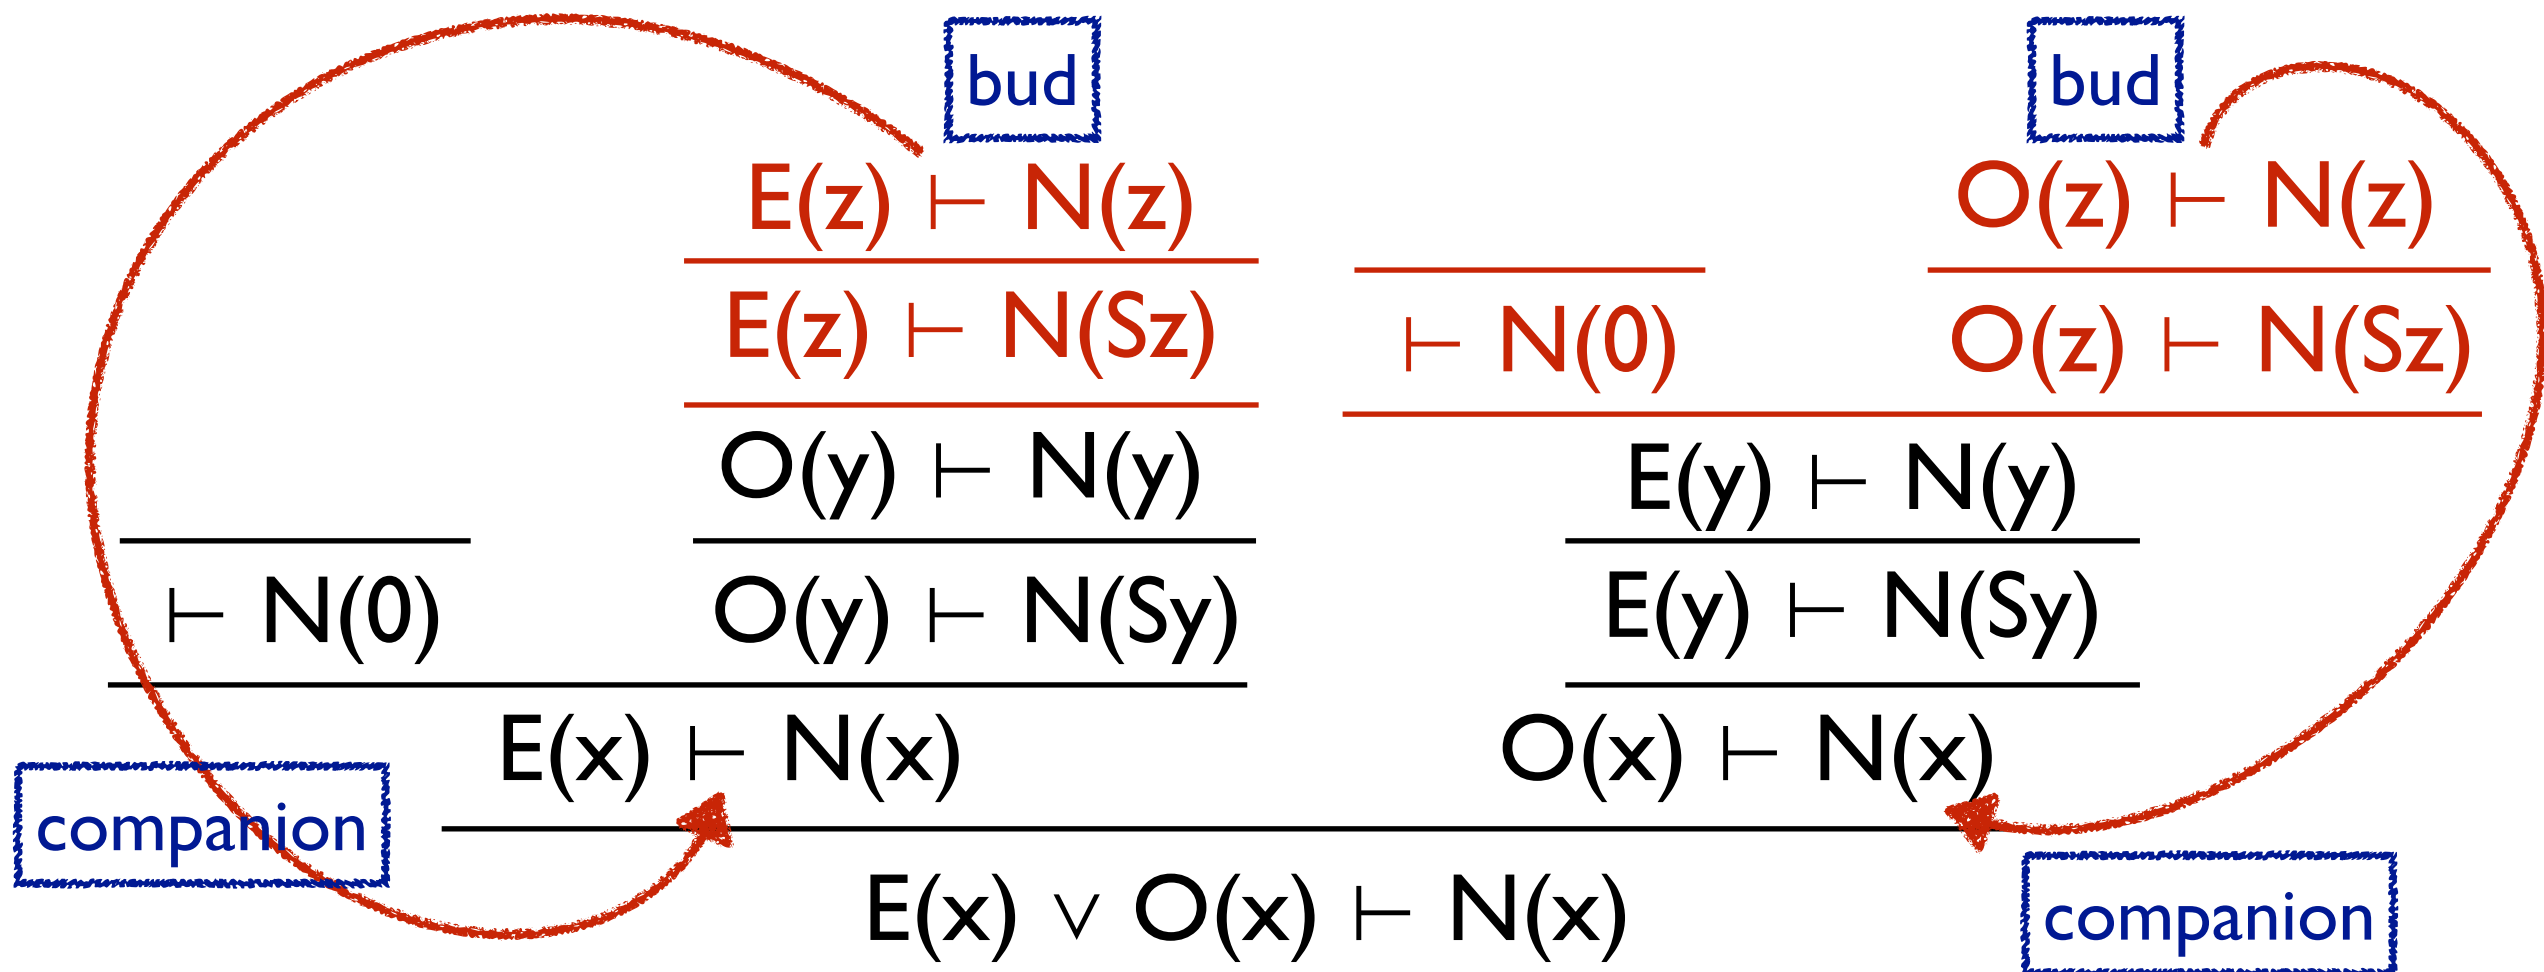 bud bud
E(z) ⊢ N(z) O(z) ⊢ N(z)
E(z) ⊢ N(Sz) ⊢ N(0) O(z) ⊢ N(Sz)
O(y) ⊢ N(y) E(y) ⊢ N(y)
⊢ N(0) O(y) ⊢ N(Sy) E(y) ⊢ N(Sy)
E(x) ⊢ N(x) O(x) ⊢ N(x)
companion
E(x) ∨ O(x) ⊢ N(x) companion